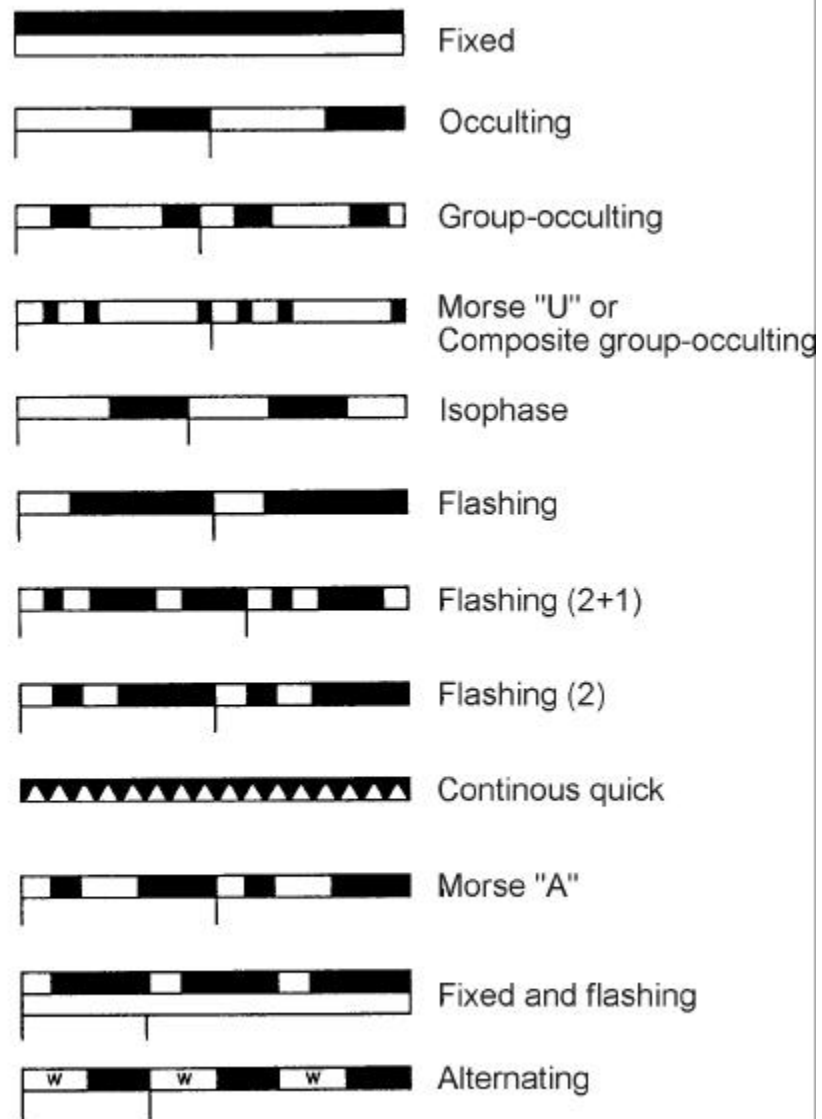 Fixed
Occulting
Group-occulting
Morse "U" or
Composite group-occulting
Isophase
Flashing
Flashing (2+1)
Flashing (2)
Continous quick
Morse "A"
Fixed and flashing
W W W Alternating